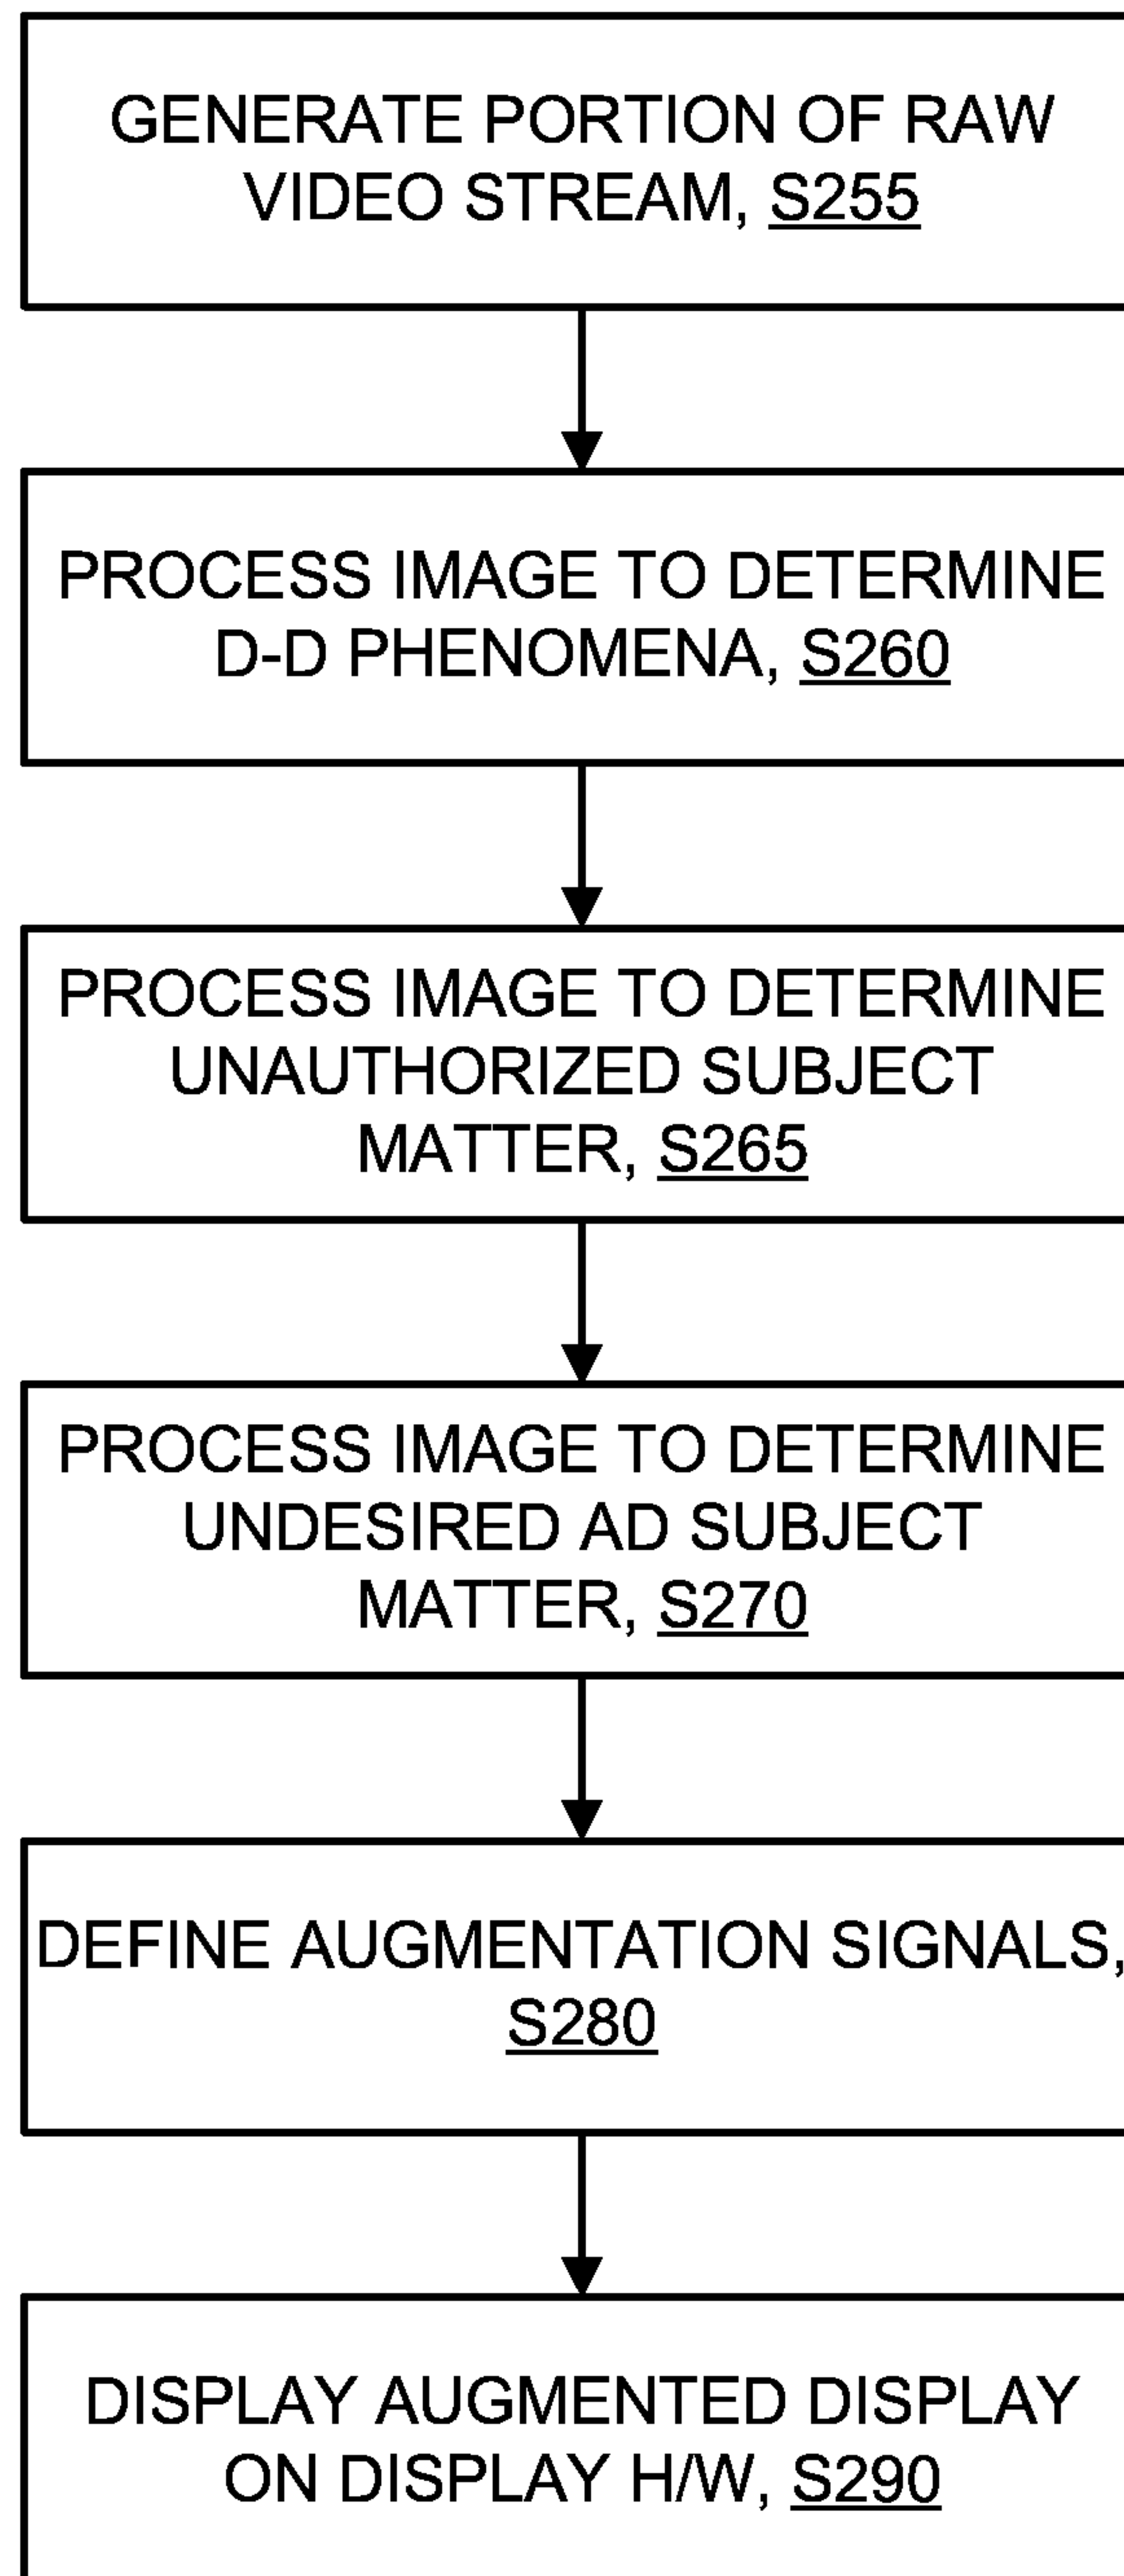 GENERATE PORTION OF RAW
VIDEO STREAM, S255
PROCESS IMAGE TO DETERMINE
D-D PHENOMENA, S260
PROCESS IMAGE TO DETERMINE
UNAUTHORIZED SUBJECT
MATTER, S265
PROCESS IMAGE TO DETERMINE
UNDESIRED AD SUBJECT
MATTER, S270
DEFINE AUGMENTATION SIGNALS,
S280
DISPLAY AUGMENTED DISPLAY
ON DISPLAY H/W, S290